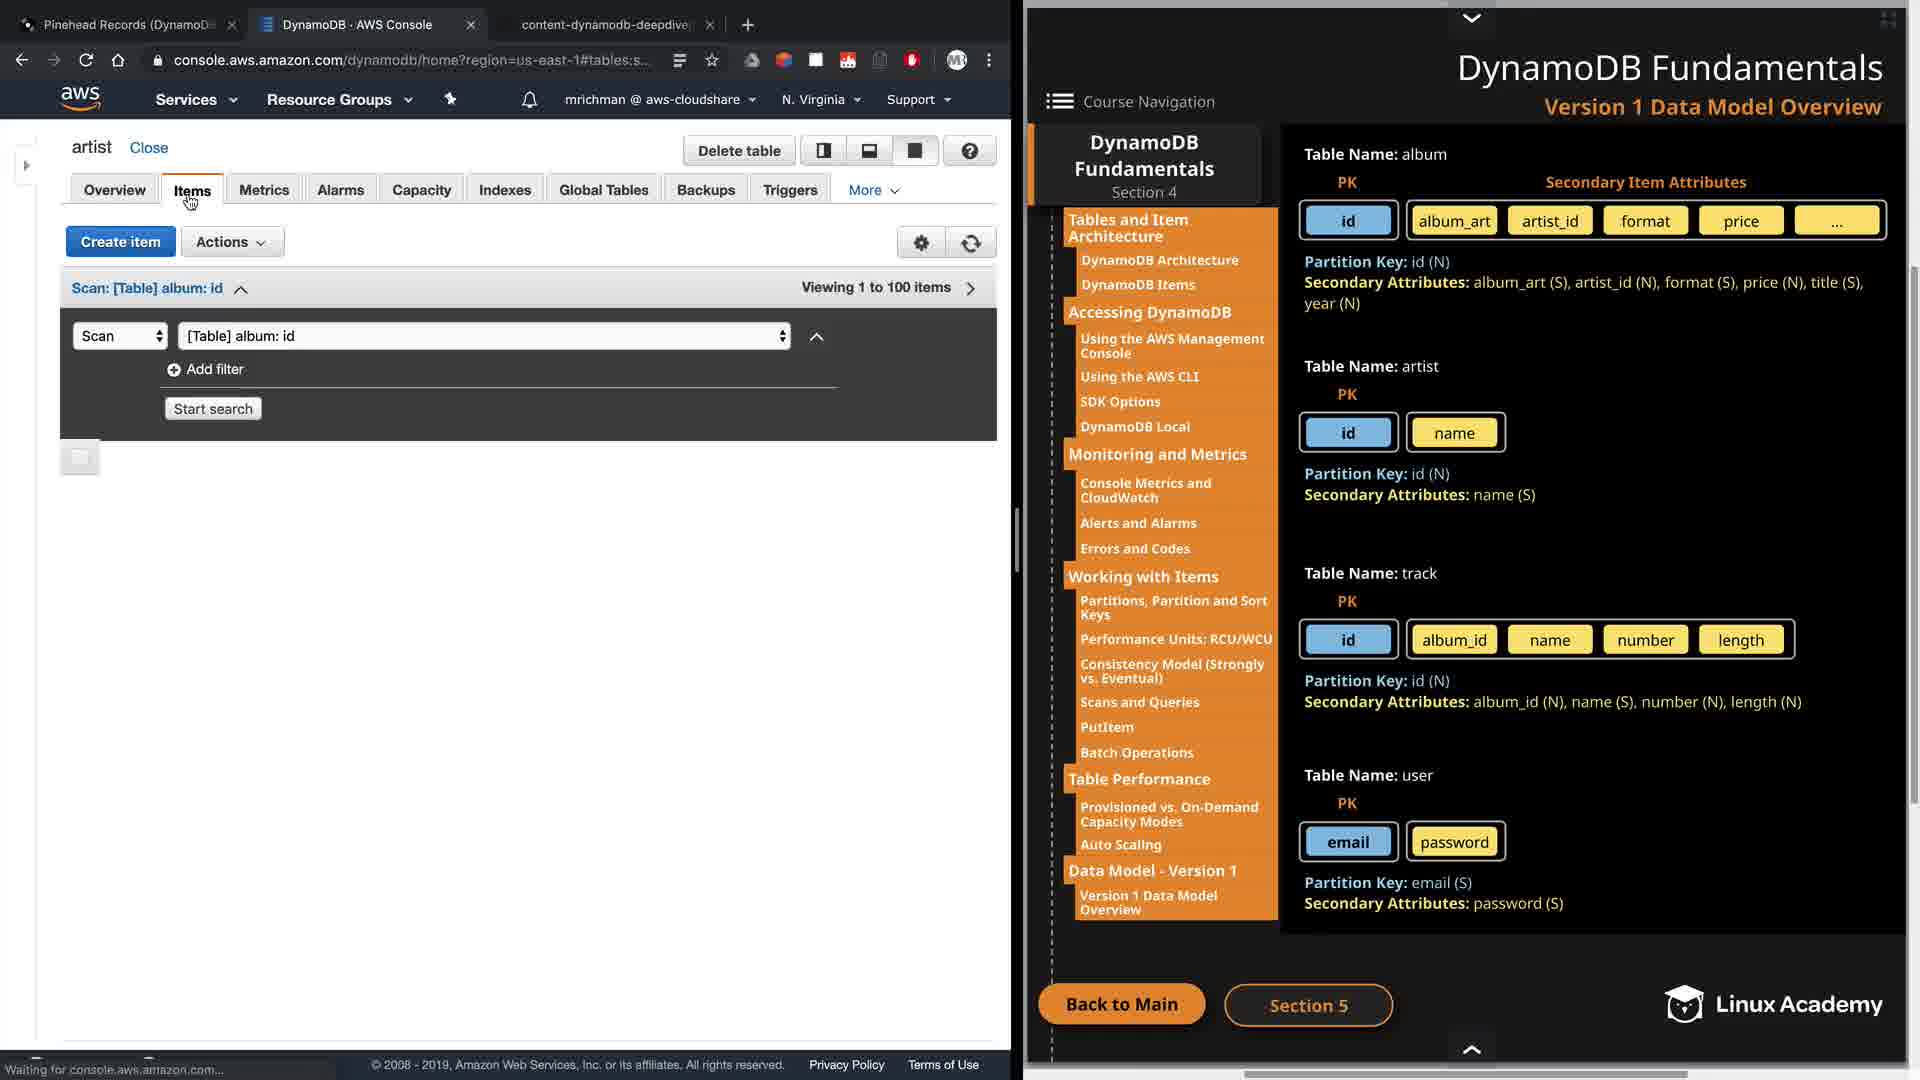 Pinehead Records (DynamoD
DynamoDB · AWS Console
content-dynamodb-deepdive
console.aws.amazon.com/dynamodb/home?region=us-east-1#tables:s...
aws
Services
Resource Groups
mrichman @ aws-cloudshare
N. Virginia
Support
artist
Close
Delete table
Overview
Items
Metrics
Alarms
Capacity
Indexes
Global Tables
Backups
Triggers
More
Create item
Actions
Scan: [Table] album: id
Viewing 1 to 100 items
Scan
[Table] album: id
Add filter
Start search
Waiting for console.aws.amazon.com...
© 2008 - 2019, Amazon Web Services, Inc. or its affiliates. All rights reserved.
Privacy Policy
Terms of Use
DynamoDB Fundamentals
Version 1 Data Model Overview
Course Navigation
DynamoDB
Fundamentals
Section 4
Tables and Item
Architecture
DynamoDB Architecture
DynamoDB Items
Accessing DynamoDB
Using the AWS Management
Console
Using the AWS CLI
SDK Options
DynamoDB Local
Monitoring and Metrics
Console Metrics and
CloudWatch
Alerts and Alarms
Errors and Codes
Working with Items
Partitions, Partition and Sort
Keys
Performance Units: RCU/WCU
Consistency Model (Strongly
vs. Eventual)
Scans and Queries
PutItem
Batch Operations
Table Performance
Provisioned vs. On-Demand
Capacity Modes
Auto Scaling
Data Model - Version 1
Version 1 Data Model
Overview
Table Name: album
PK
Secondary Item Attributes
id
album_art
artist_id
format
price
...
Partition Key: id (N)
Secondary Attributes: album_art (S), artist_id (N), format (S), price (N), title (S),
year (N)
Table Name: artist
PK
id
name
Partition Key: id (N)
Secondary Attributes: name (S)
Table Name: track
PK
id
album_id
name
number
length
Partition Key: id (N)
Secondary Attributes: album_id (N), name (S), number (N), length (N)
Table Name: user
PK
email
password
Partition Key: email (S)
Secondary Attributes: password (S)
Back to Main
Section 5
Linux Academy